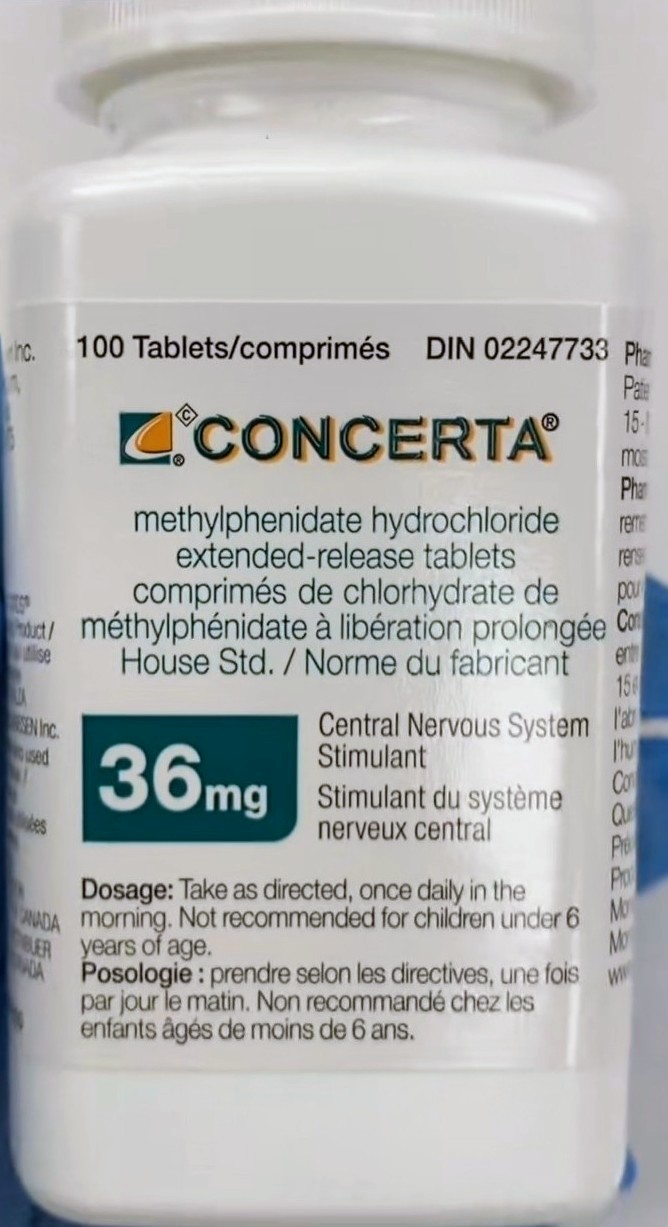 100 Tablets/comprimés DIN 02247733
CONCERTA®
methylphenidate hydrochloride
extended-release tablets
comprimés de chlorhydrate de
méthylphénidate à libération prolongée
House Std. / Norme du fabricant
36mg
Central Nervous System
Stimulant
Stimulant du système
nerveux central
Dosage: Take as directed, once daily in the
morning. Not recommended for children under 6
years of age.
Posologie : prendre selon les directives, une fois
par jour le matin. Non recommandé chez les
enfants âgés de moins de 6 ans.
Inc.
Inc.
used